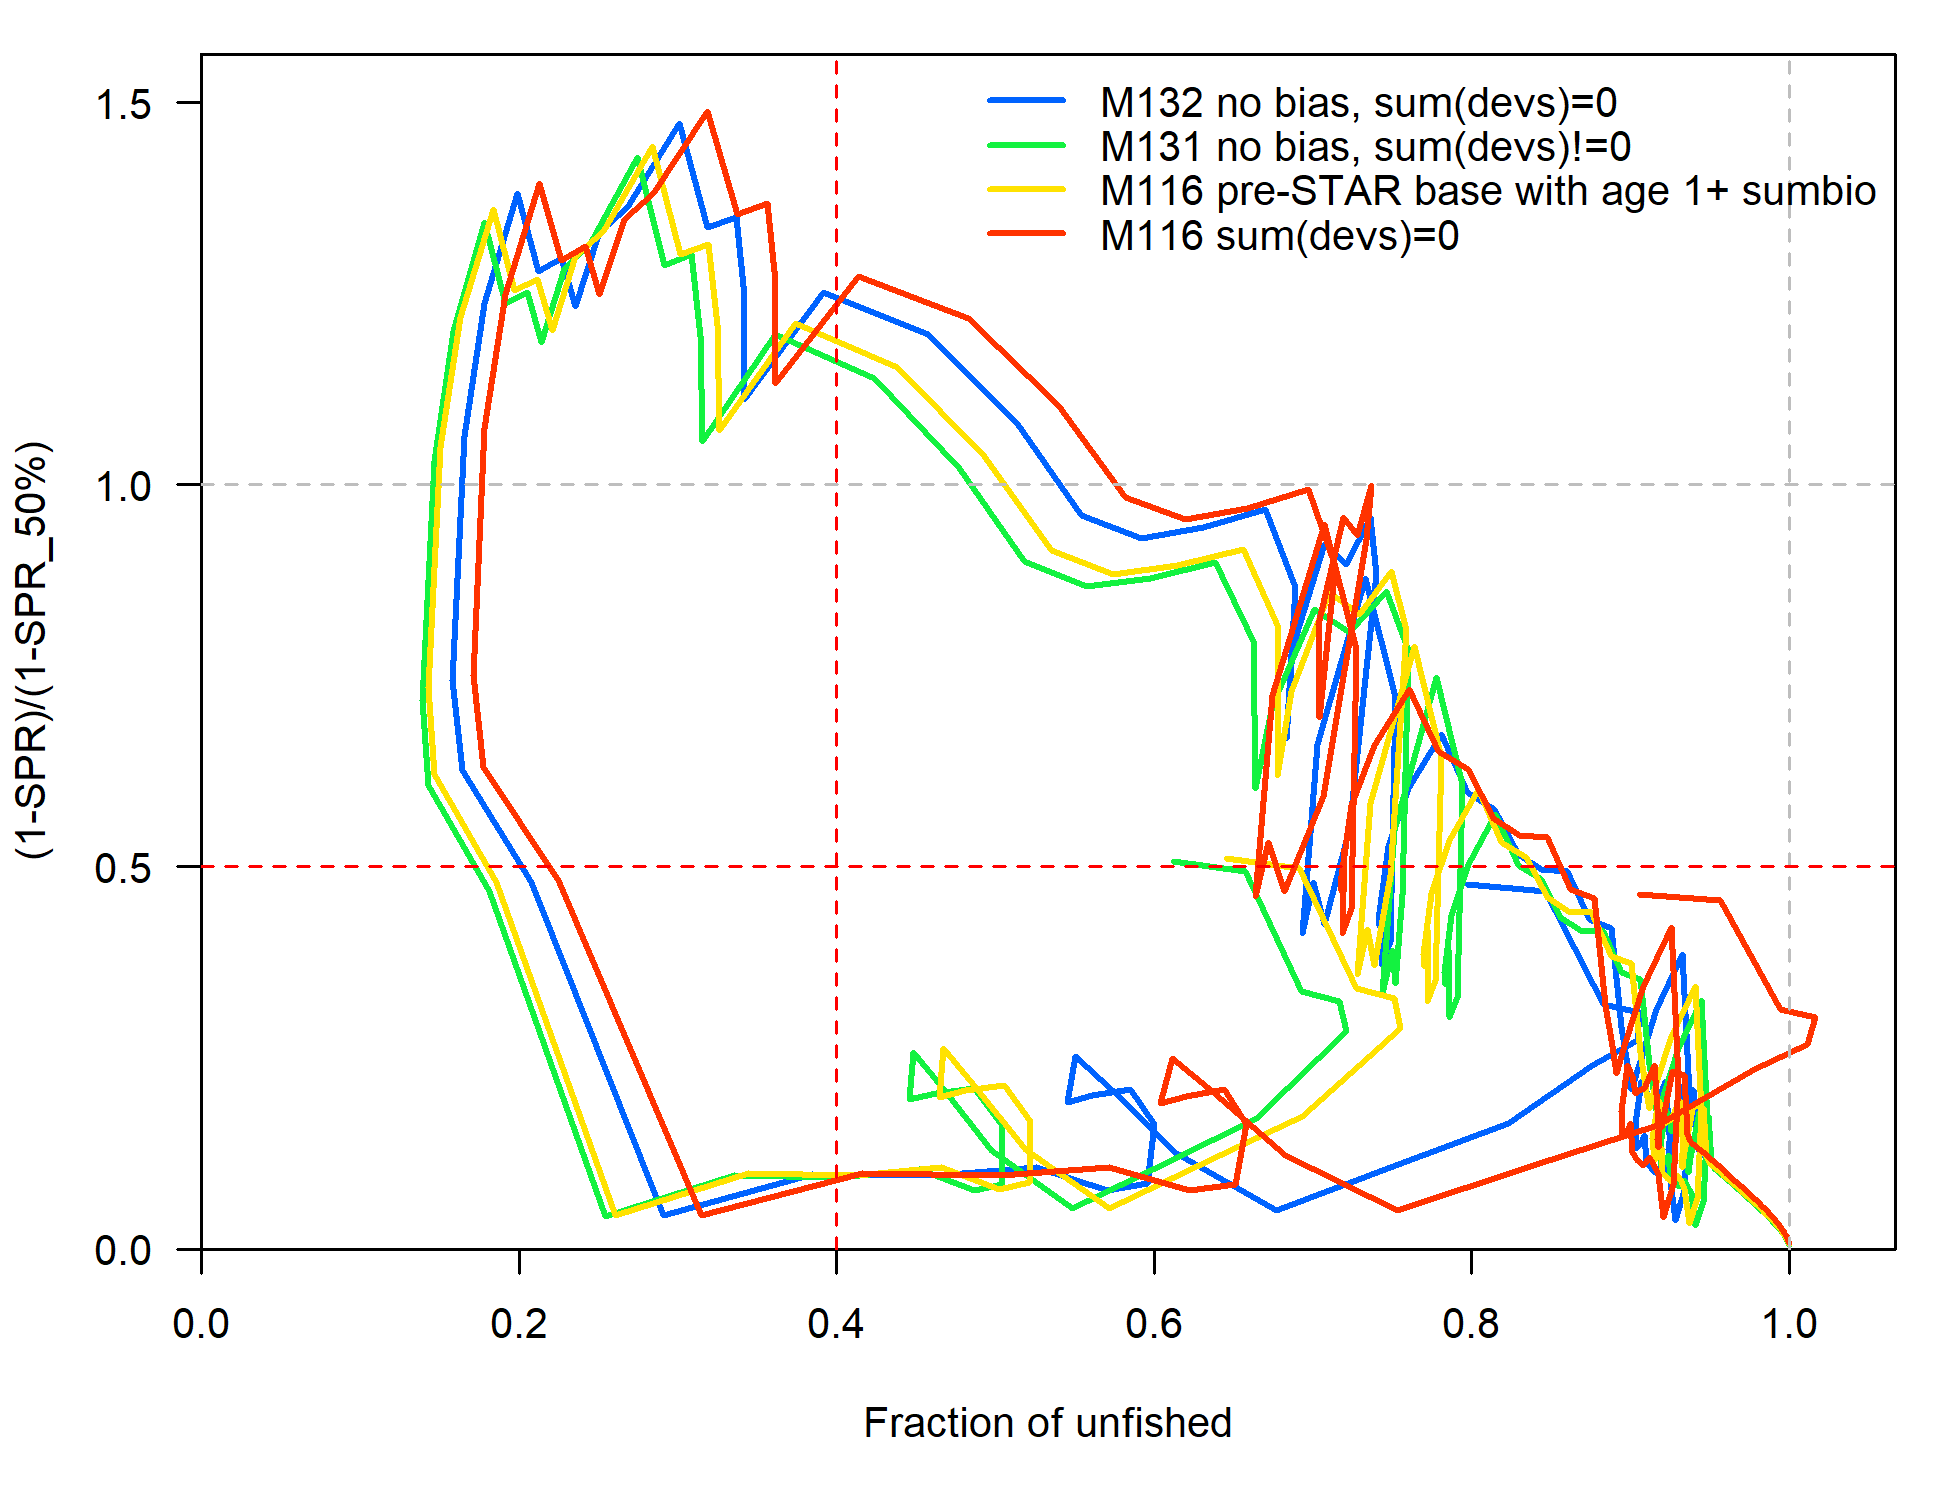 1.5
1.0
0.5
0.0
(1-SPR)/(1-SPR_50%)
M132 no bias, sum(devs)=0
M131 no bias, sum(devs)!=0
M116 pre-STAR base with age 1+ sumbio
M116 sum(devs)=0
0.0 0.2 0.4 0.6 0.8 1.0
Fraction of unfished